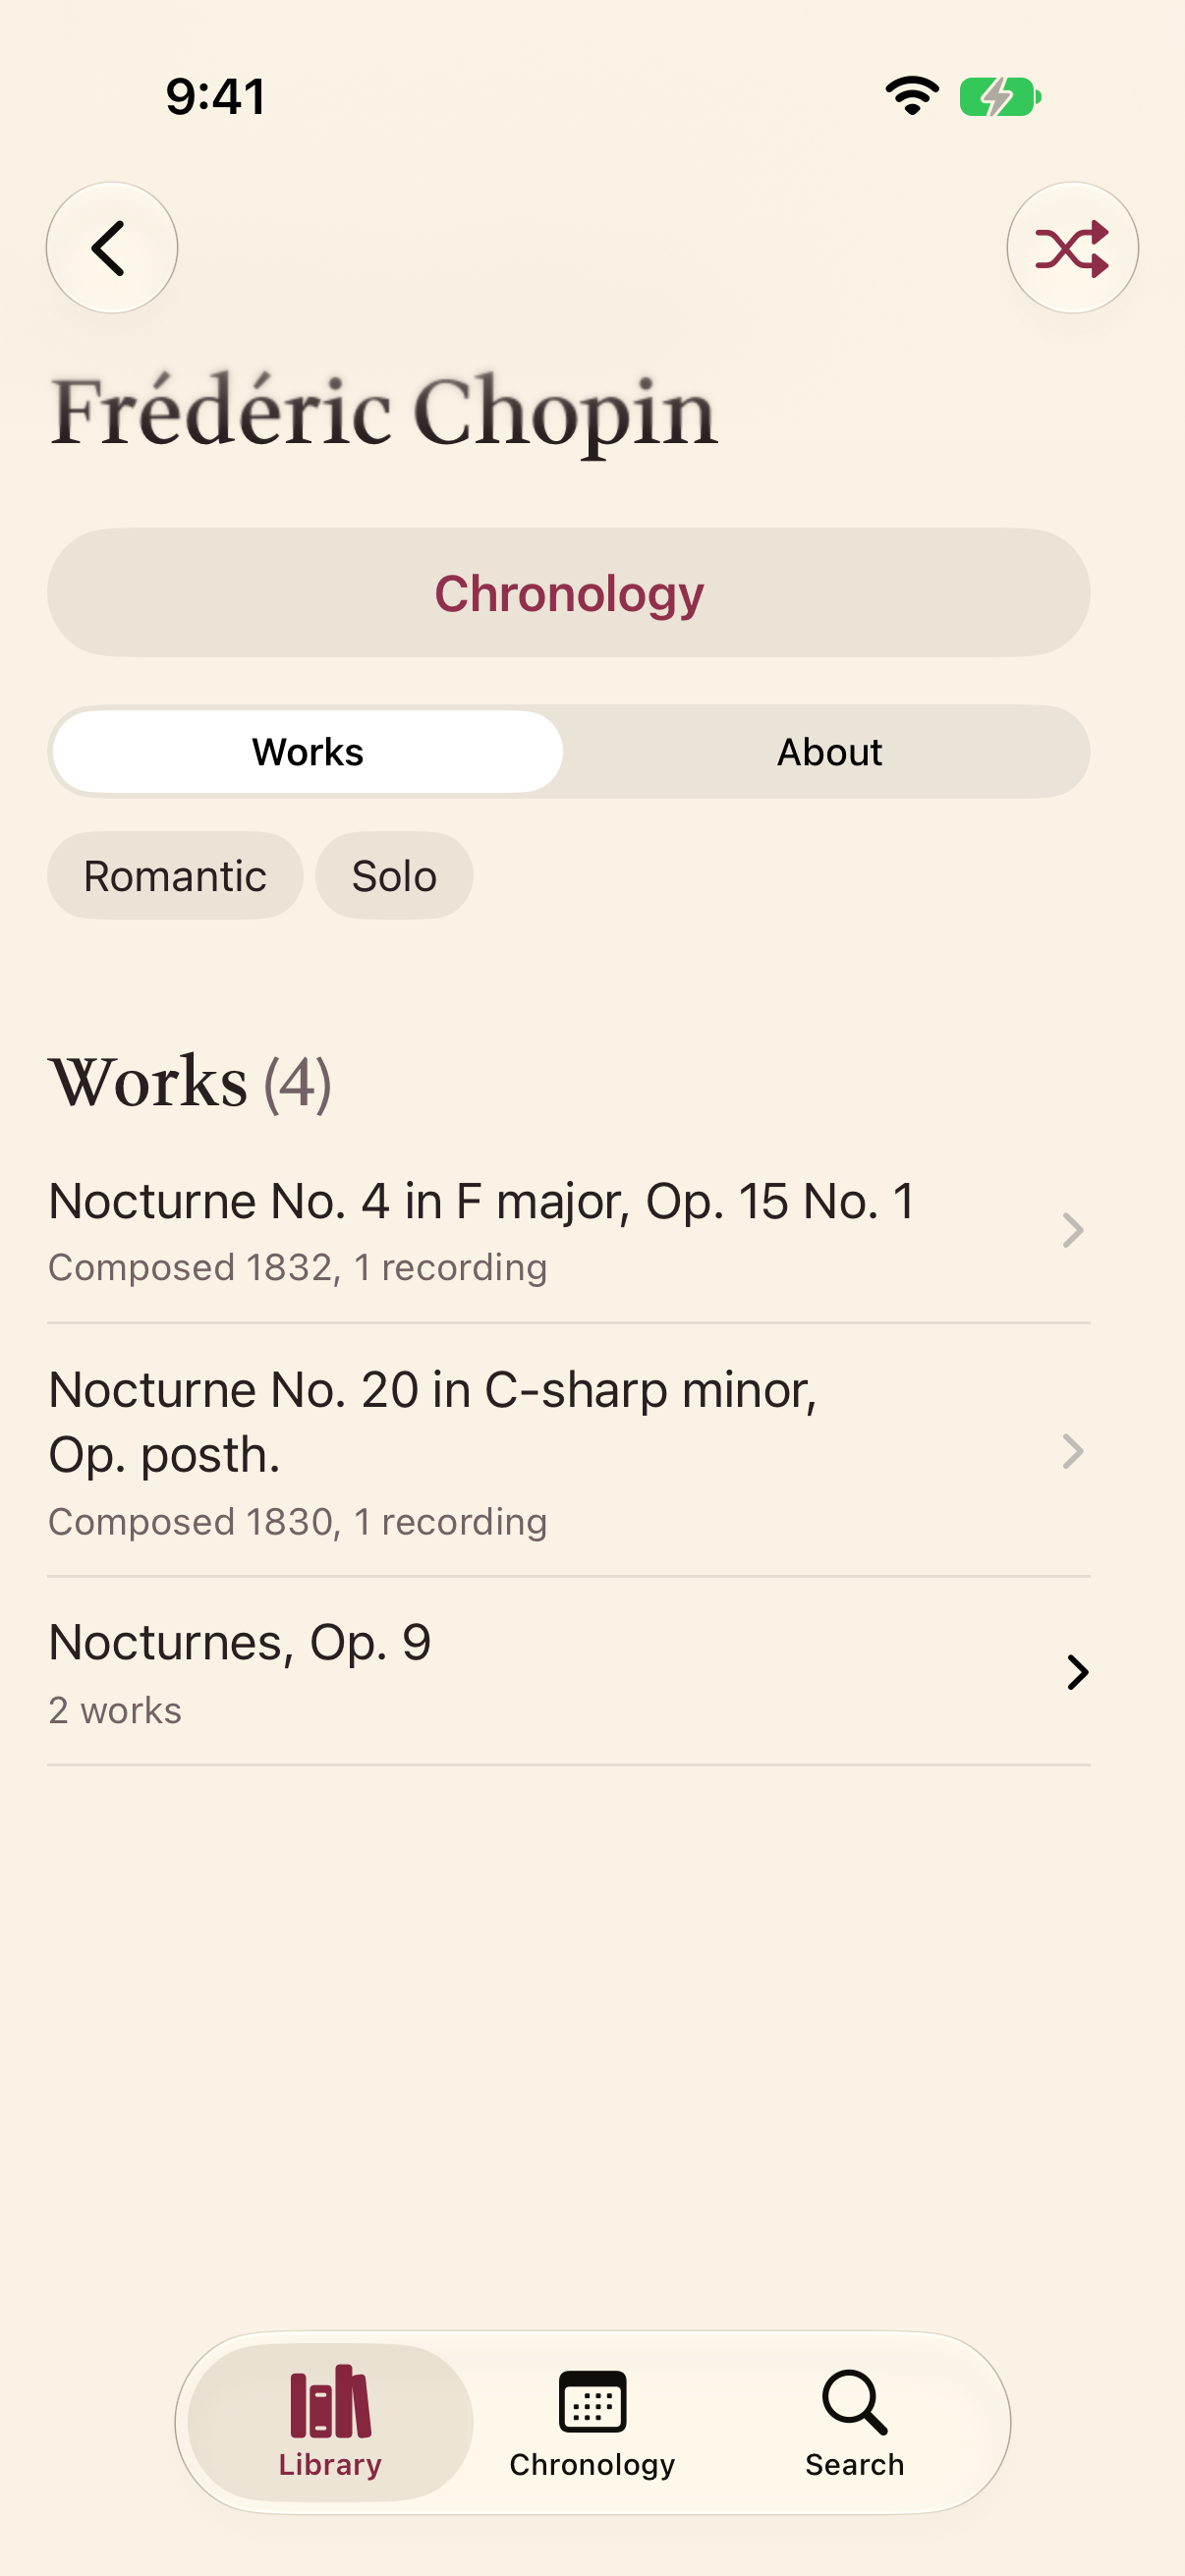 9:41
Frédéric Chopin
Chronology
Works
About
Romantic
Solo
Works (4)
Nocturne No. 4 in F major, Op. 15 No. 1
Composed 1832, 1 recording
Nocturne No. 20 in C-sharp minor,
Op. posth.
Composed 1830, 1 recording
Nocturnes, Op. 9
2 works
Library
Chronology
Search